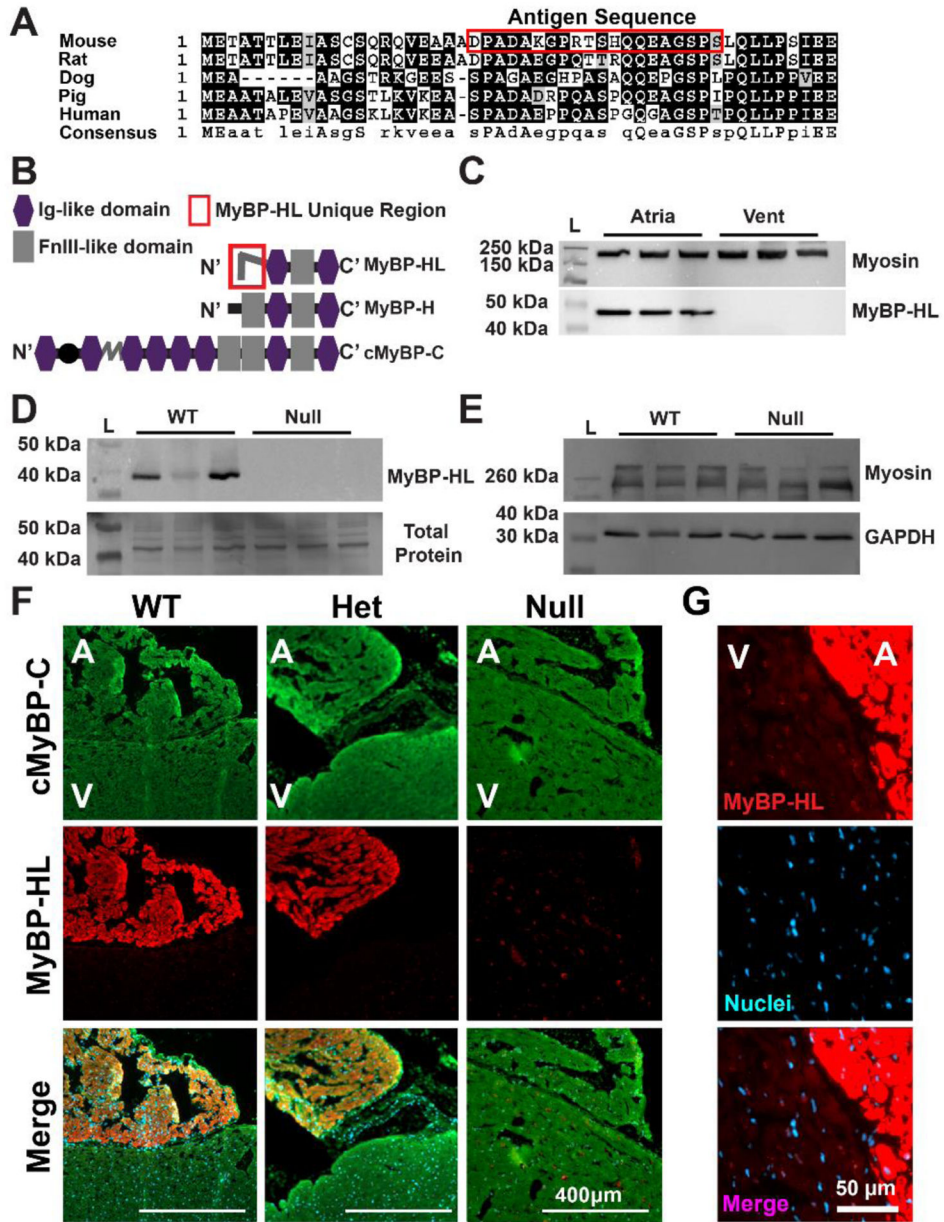 A
Antigen Sequence
Mouse 1 METATTLEIASCSQRQVEAAADPADAKGPRTSHQQEAGSPSLQLLPSIEE
Rat 1 METATTLEIASCSQRQVEAAADPADAEGPQTTRQQEAGSPSLQLLPSIEE
Dog 1 MEA------AAGSTRKGEES-SPAGAEGHPASAQQEPGSPLPQLLPPVEE
Pig 1 MEAATALEVASGSTLKVKEA-SPADADRPQASPQQEAGSPIPQLLPPIEE
Human 1 MEAATAPEVAAGSKLKVKEA-SPADAEPPQASPGQGAGSPTPQLLPPIEE
Consensus 1 MEaat leiAsgS rkveea sPAdAegpqas qQeaGSPspQLLPPiEE
B
Ig-like domain
MyBP-HL Unique Region
FnIII-like domain
N' C' MyBP-HL
N' C' MyBP-H
N' C' cMyBP-C
C
L Atria Vent
250 kDa
150 kDa
Myosin
50 kDa
40 kDa
MyBP-HL
D
L WT Null
50 kDa
40 kDa
MyBP-HL
50 kDa
40 kDa
Total
Protein
E
L WT Null
260 kDa
Myosin
40 kDa
30 kDa
GAPDH
F
WT Het Null
cMyBP-C
A
V
A
V
A
V
MyBP-HL
Merge
400µm
G
V
A
MyBP-HL
Nuclei
Merge
50 µm